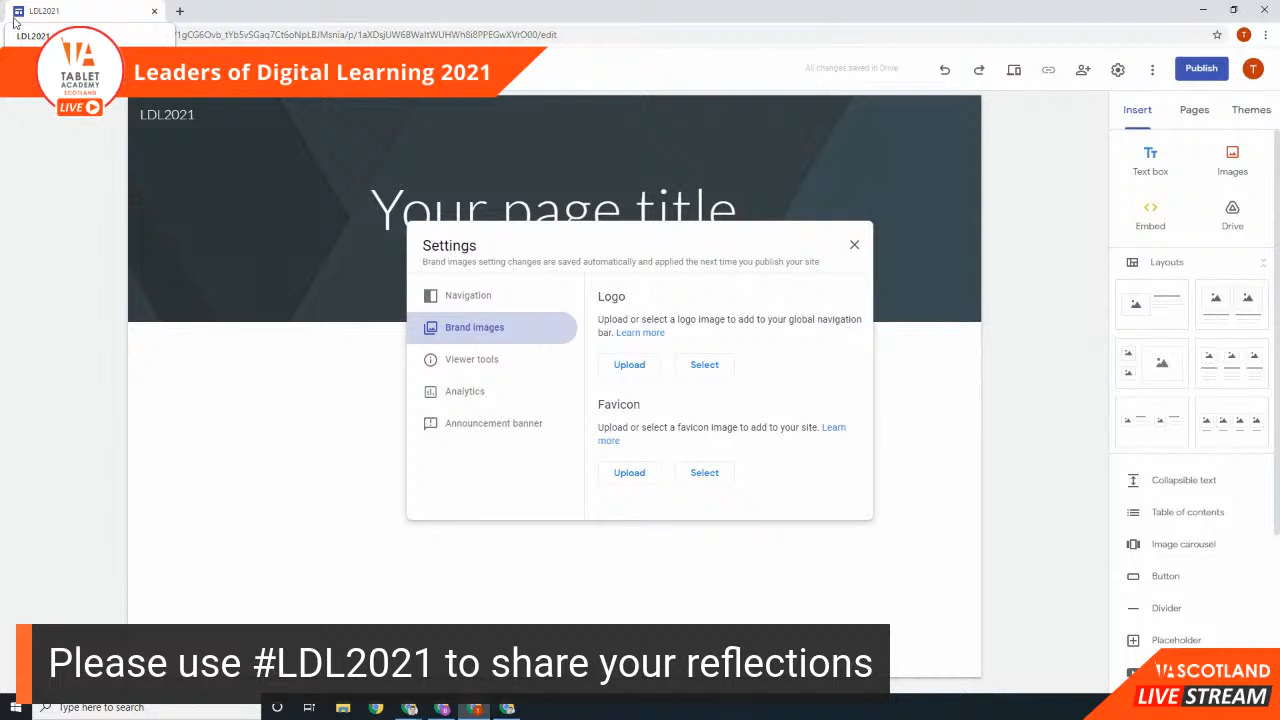 LDL2021
LDL2021
1gCG6Ovb_tYb5vSGaq7Ct6oNpLBJMsnia/p/1aXDsjUW6BWaltWUHWh8i8PPEGwxVrO00/edit
T
TABLET
ACADEMY
SCOTLAND
LIVE
Leaders of Digital Learning 2021
All changes saved in Drive
Publish
T
LDL2021
Your page title
Insert
Pages
Themes
Text box
Images
Embed
Drive
Layouts
Collapsible text
Table of contents
Image carousel
Button
Divider
Placeholder
Settings
Brand images setting changes are saved automatically and applied the next time you publish your site
Navigation
Brand images
Viewer tools
Analytics
Announcement banner
Logo
Upload or select a logo image to add to your global navigation
bar. Learn more
Upload
Select
Favicon
Upload or select a favicon image to add to your site. Learn
more
Upload
Select
Please use #LDL2021 to share your reflections
SCOTLAND
LIVE STREAM
Type here to search